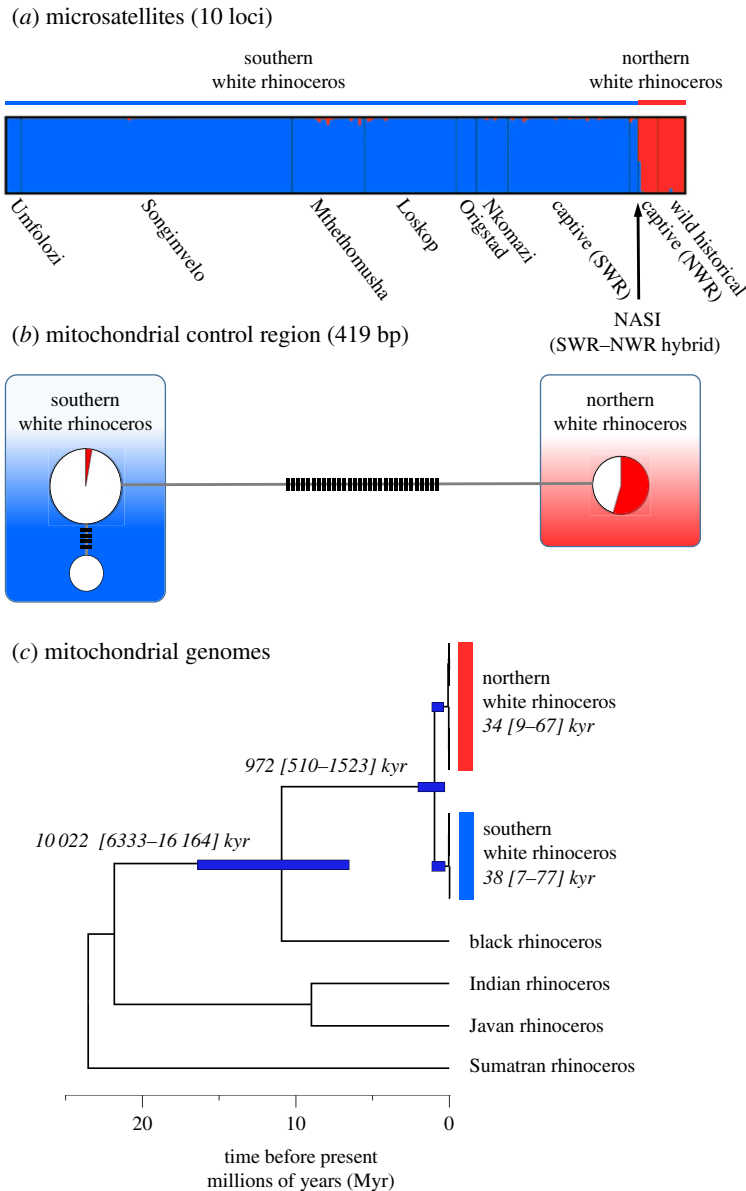 (a) microsatellites (10 loci)
southern
white rhinoceros
northern
white rhinoceros
Umfolozi
Songimvelo
Mthethomusha
Loskop
Origstad
Nkomazi
captive (SWR)
captive (NWR)
wild historical
NASI
(SWR–NWR hybrid)
(b) mitochondrial control region (419 bp)
southern
white rhinoceros
northern
white rhinoceros
(c) mitochondrial genomes
northern
white rhinoceros
34 [9–67] kyr
972 [510–1523] kyr
southern
white rhinoceros
38 [7–77] kyr
10 022 [6333–16 164] kyr
black rhinoceros
Indian rhinoceros
Javan rhinoceros
Sumatran rhinoceros
20 10 0
time before present
millions of years (Myr)